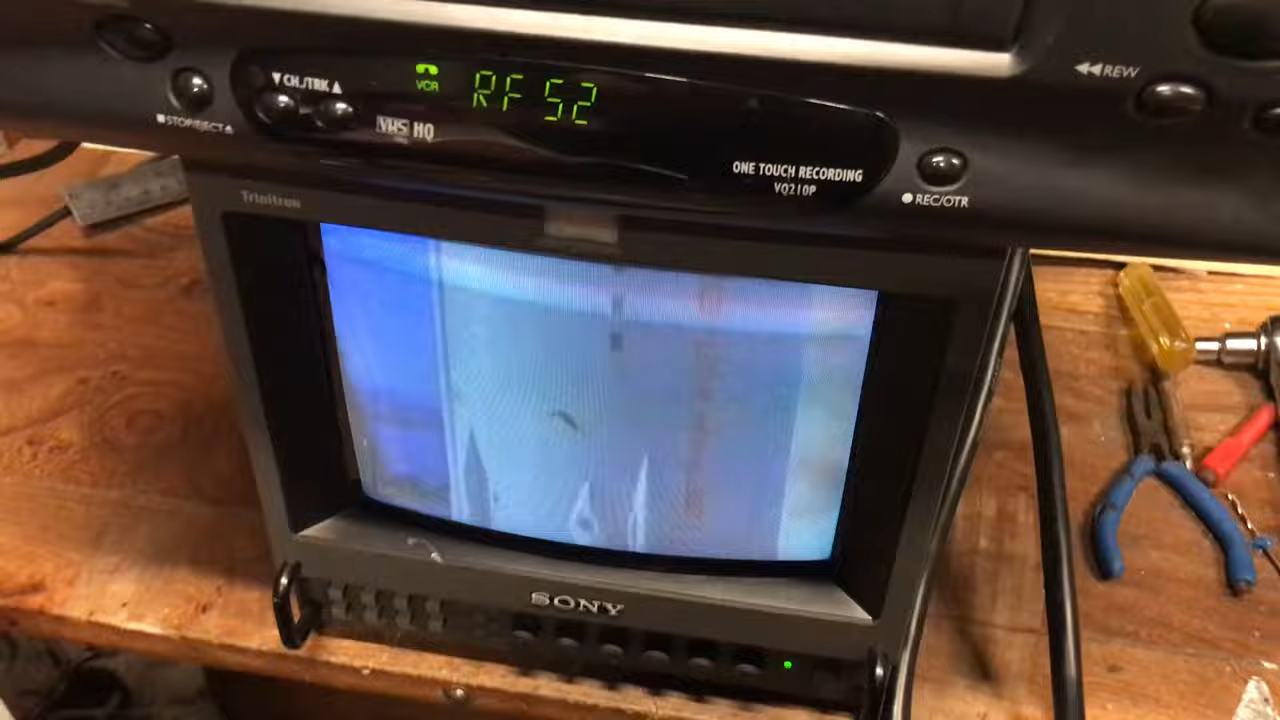 ▼CH./TRK▲
VCR
RF 52
◀◀REW
■STOP/EJECT▲
VHS HQ
ONE TOUCH RECORDING
VQ210P
●REC/OTR
Trinitron
SONY